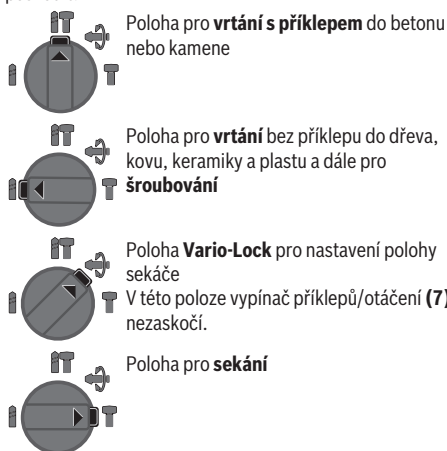 Poloha pro vrtání s příklepem do betonu
nebo kamene
Poloha pro vrtání bez příklepu do dřeva,
kovu, keramiky a plastu a dále pro
šroubování
Poloha Vario-Lock pro nastavení polohy
sekáče
V této poloze vypínač příklepů/otáčení (7)
nezaskočí.
Poloha pro sekání